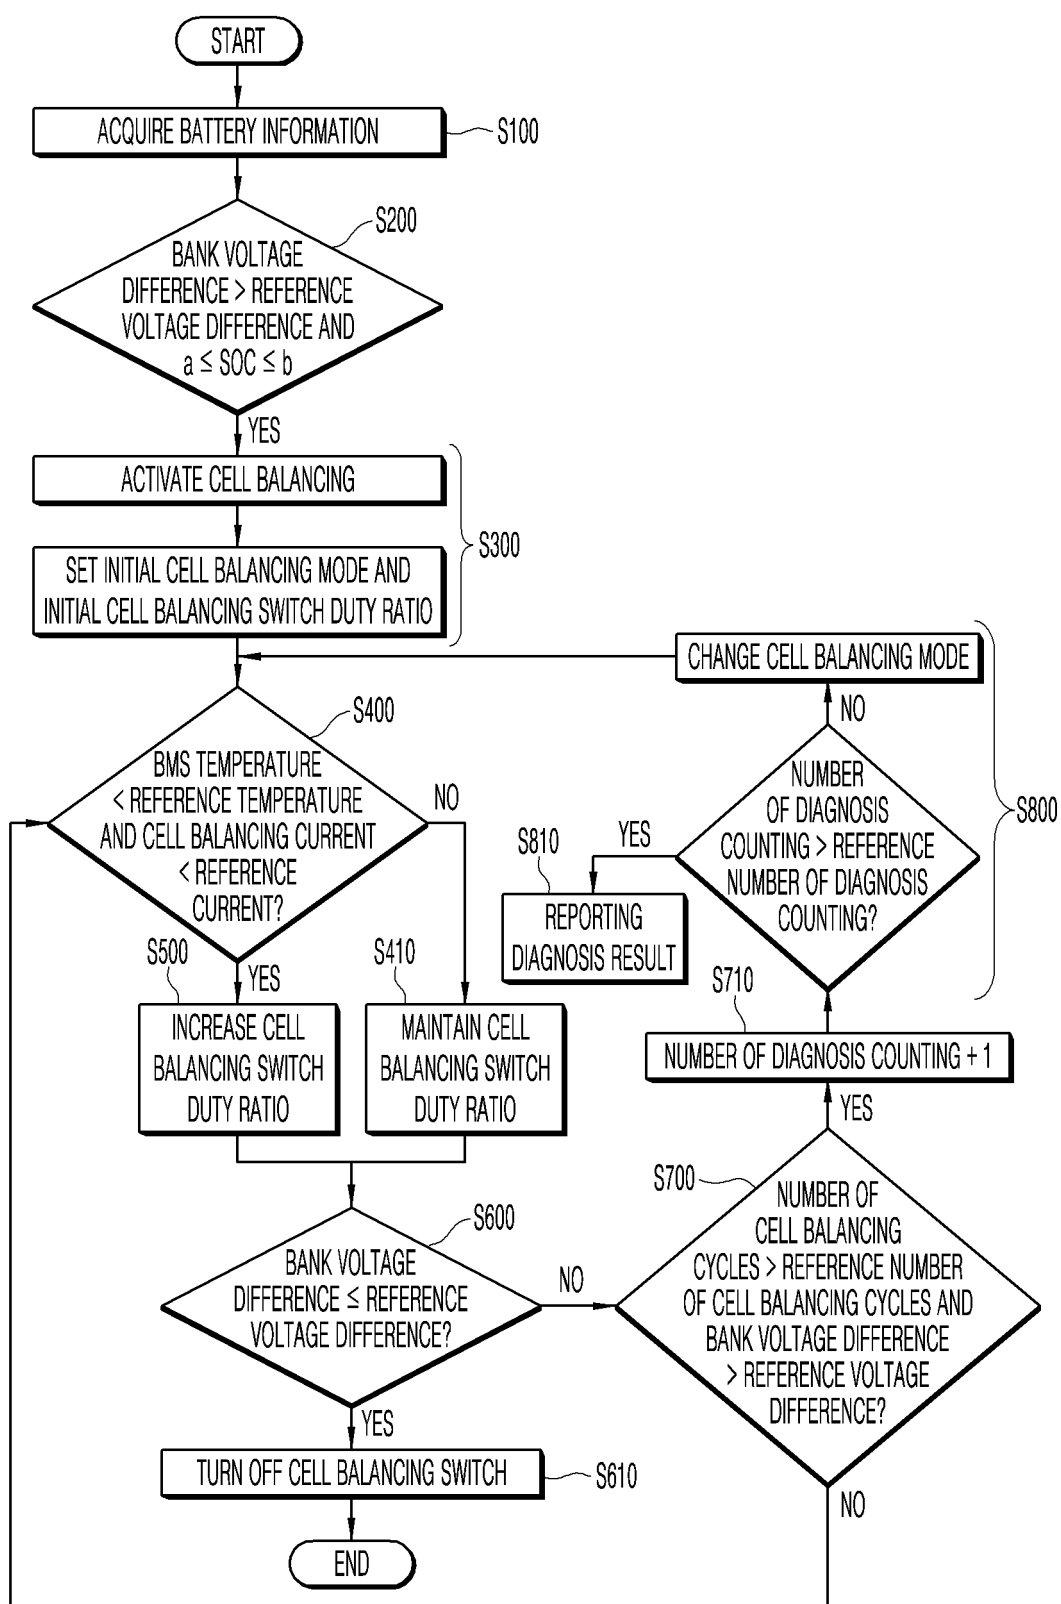 START
ACQUIRE BATTERY INFORMATION
S100
S200
BANK VOLTAGE
DIFFERENCE > REFERENCE
VOLTAGE DIFFERENCE AND
a ≤ SOC ≤ b
YES
ACTIVATE CELL BALANCING
S300
SET INITIAL CELL BALANCING MODE AND
INITIAL CELL BALANCING SWITCH DUTY RATIO
CHANGE CELL BALANCING MODE
NO
S400
BMS TEMPERATURE
< REFERENCE TEMPERATURE
AND CELL BALANCING CURRENT
< REFERENCE
CURRENT?
NO
NUMBER
OF DIAGNOSIS
COUNTING > REFERENCE
NUMBER OF DIAGNOSIS
COUNTING?
S800
YES
S810
REPORTING
DIAGNOSIS RESULT
S500
YES
S410
INCREASE CELL
BALANCING SWITCH
DUTY RATIO
MAINTAIN CELL
BALANCING SWITCH
DUTY RATIO
S710
NUMBER OF DIAGNOSIS COUNTING + 1
YES
S600
BANK VOLTAGE
DIFFERENCE ≤ REFERENCE
VOLTAGE DIFFERENCE?
NO
S700
NUMBER OF
CELL BALANCING
CYCLES > REFERENCE NUMBER
OF CELL BALANCING CYCLES AND
BANK VOLTAGE DIFFERENCE
> REFERENCE VOLTAGE
DIFFERENCE?
YES
TURN OFF CELL BALANCING SWITCH
S610
NO
END